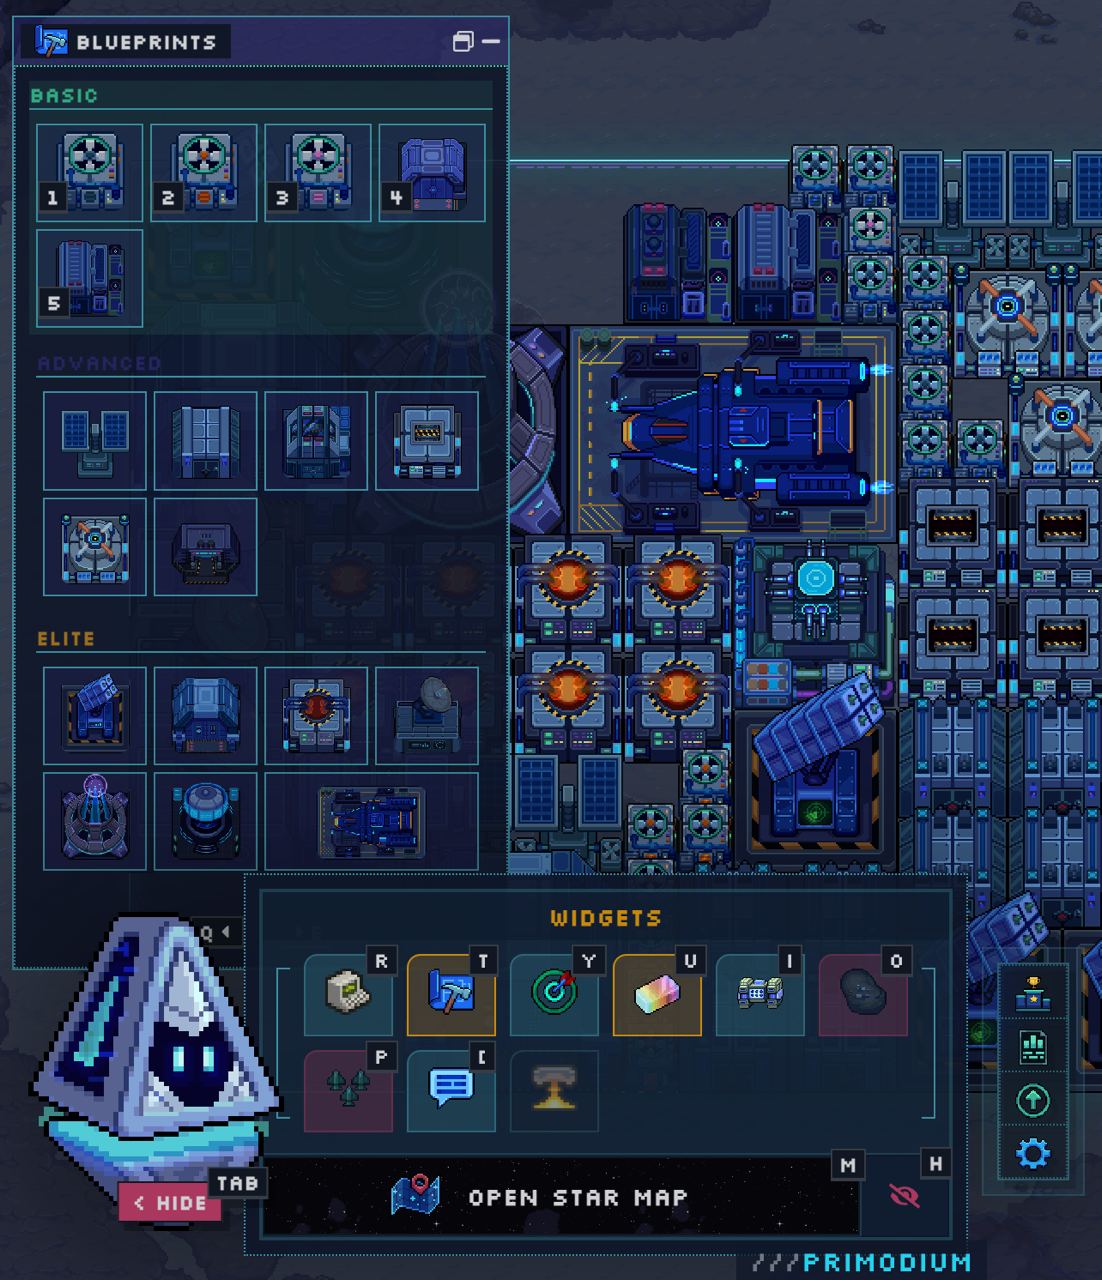 BLUEPRINTS
BASIC
1
2
3
4
5
ADVANCED
ELITE
Q
WIDGETS
R
T
Y
U
I
O
P
[
OPEN STAR MAP
M
H
TAB
< HIDE
///PRIMODIUM